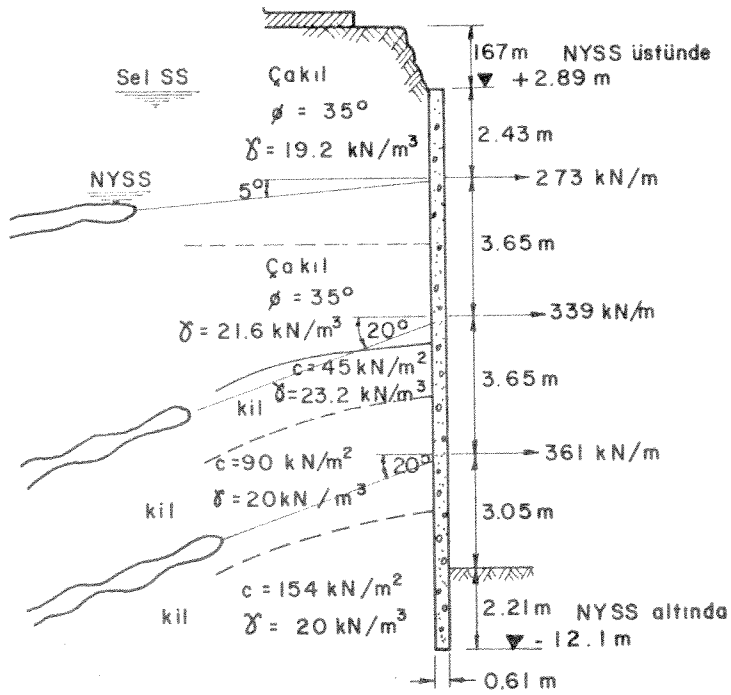 167m NYSS üstünde
+2.89 m
Sel SS
Çakıl
ø = 35°
γ = 19.2 kN/m³
2.43 m
NYSS
5°
273 kN/m
3.65 m
Çakıl
ø = 35°
γ = 21.6 kN/m³
20°
339 kN/m
c = 45 kN/m²
γ = 23.2 kN/m³
kil
3.65 m
c = 90 kN/m²
20°
361 kN/m
γ = 20 kN/m³
kil
3.05 m
c = 154 kN/m²
kil
γ = 20 kN/m³
2.21m NYSS altında
- 12.1 m
0.61 m